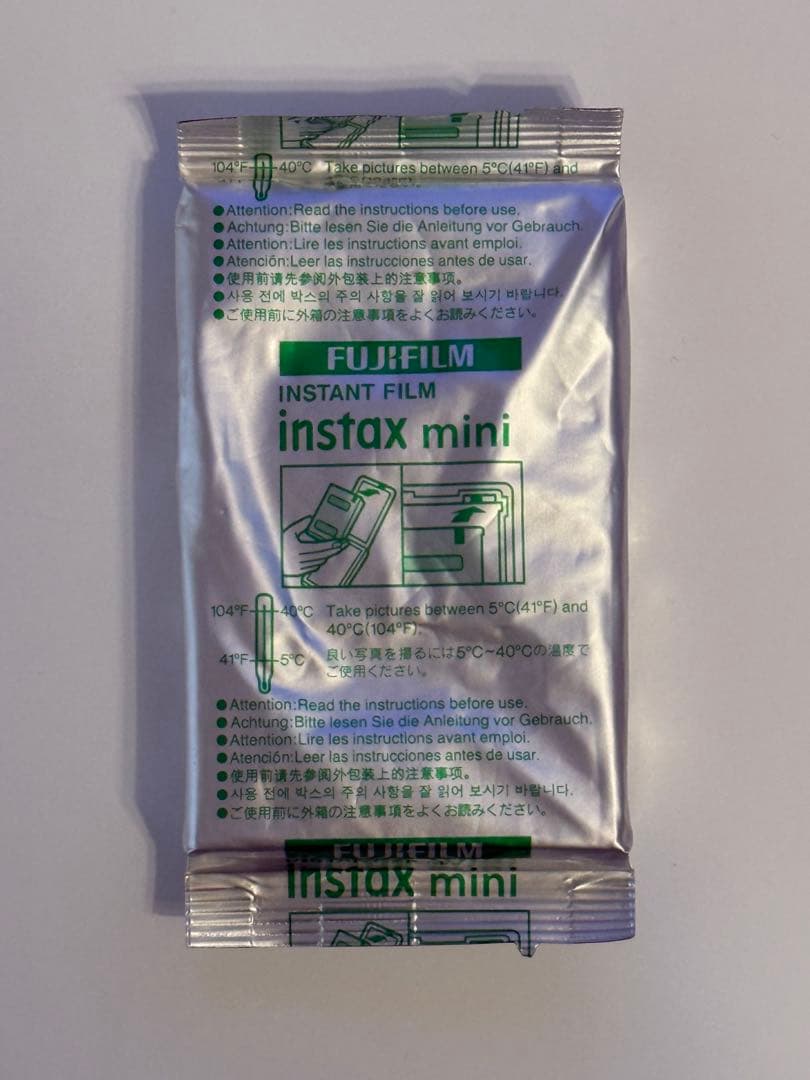 104°F 40°C Take pictures between 5°C(41°F) and
●Attention:Read the instructions before use.
●Achtung:Bitte lesen Sie die Anleitung vor Gebrauch.
●Attention:Lire les instructions avant emploi.
●Atención:Leer las instrucciones antes de usar.
●使用前请先参阅外包装上的注意事项。
●사용 전에 박스의 주의 사항을 잘 읽어 보시기 바랍니다.
●ご使用前に外箱の注意事項をよくお読みください。
FUJIFILM
INSTANT FILM
instax mini
104°F 40°C Take pictures between 5°C(41°F) and
40°C(104°F).
41°F 5°C 良い写真を撮るには5°C~40°Cの温度で
ご使用ください。
●Attention:Read the instructions before use.
●Achtung:Bitte lesen Sie die Anleitung vor Gebrauch.
●Attention:Lire les instructions avant emploi.
●Atención:Leer las instrucciones antes de usar.
●使用前请先参阅外包装上的注意事项。
●사용 전에 박스의 주의 사항을 잘 읽어 보시기 바랍니다.
●ご使用前に外箱の注意事項をよくお読みください。
FUJIFILM
instax mini